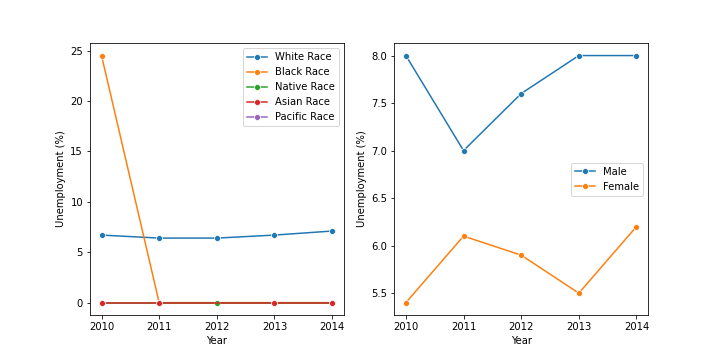 25
20
15
10
5
0
Unemployment (%)
2010 2011 2012 2013 2014
Year
White Race
Black Race
Native Race
Asian Race
Pacific Race
8.0
7.5
7.0
6.5
6.0
5.5
Unemployment (%)
2010 2011 2012 2013 2014
Year
Male
Female